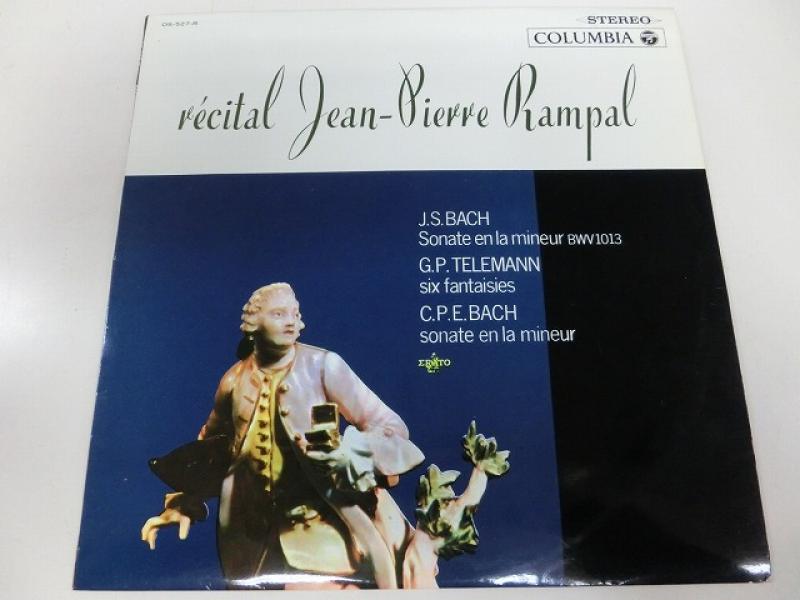 OS-527-R
STEREO
COLUMBIA
récital Jean-Pierre Rampal
J.S.BACH
Sonate en la mineur BWV1013
G.P.TELEMANN
six fantaisies
C.P.E.BACH
sonate en la mineur
ΣRATO